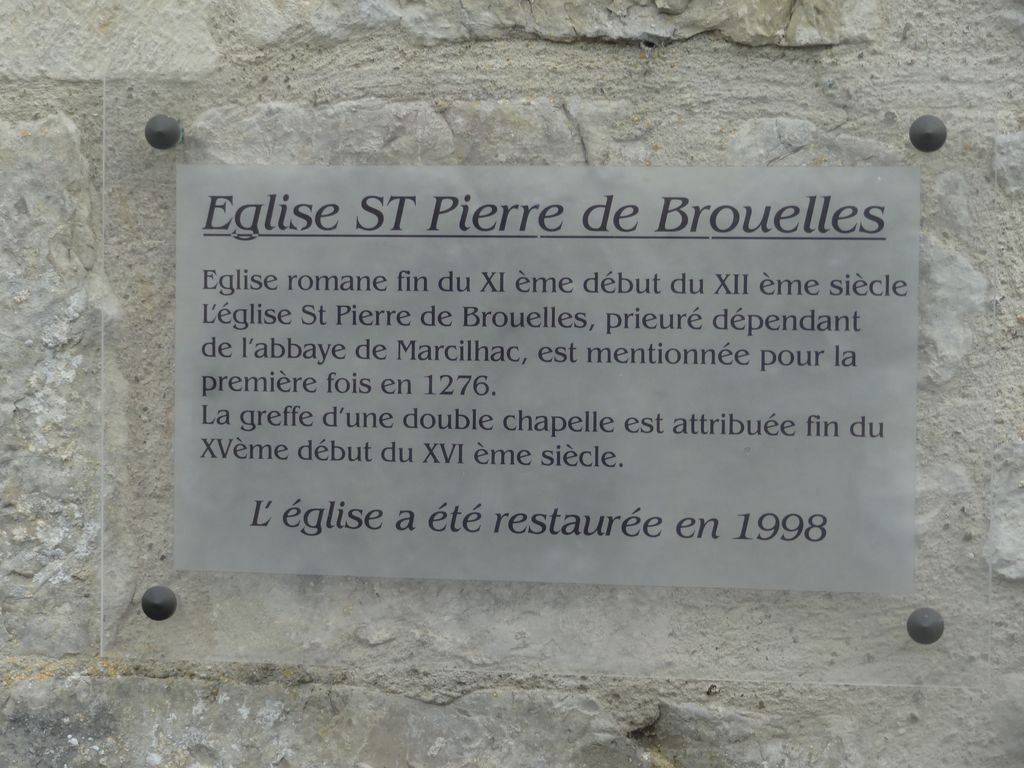 Eglise ST Pierre de Brouelles
Eglise romane fin du XI ème début du XII ème siècle
L'église St Pierre de Brouelles, prieuré dépendant
de l'abbaye de Marcilhac, est mentionnée pour la
première fois en 1276.
La greffe d'une double chapelle est attribuée fin du
XVème début du XVI ème siècle.
L' église a été restaurée en 1998